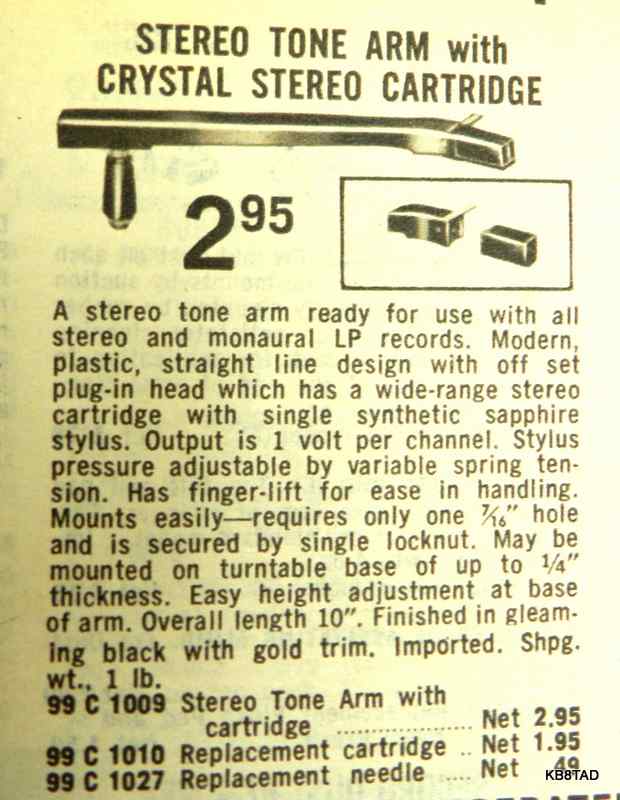 STEREO TONE ARM with
CRYSTAL STEREO CARTRIDGE
2 95
A stereo tone arm ready for use with all
stereo and monaural LP records. Modern,
plastic, straight line design with off set
plug-in head which has a wide-range stereo
cartridge with single synthetic sapphire
stylus. Output is 1 volt per channel. Stylus
pressure adjustable by variable spring ten-
sion. Has finger-lift for ease in handling.
Mounts easily—requires only one 7/16" hole
and is secured by single locknut. May be
mounted on turntable base of up to 1/4"
thickness. Easy height adjustment at base
of arm. Overall length 10". Finished in gleam-
ing black with gold trim. Imported. Shpg.
wt., 1 lb.
99 C 1009 Stereo Tone Arm with
cartridge .................... Net 2.95
99 C 1010 Replacement cartridge .. Net 1.95
99 C 1027 Replacement needle .... Net .49
KB8TAD